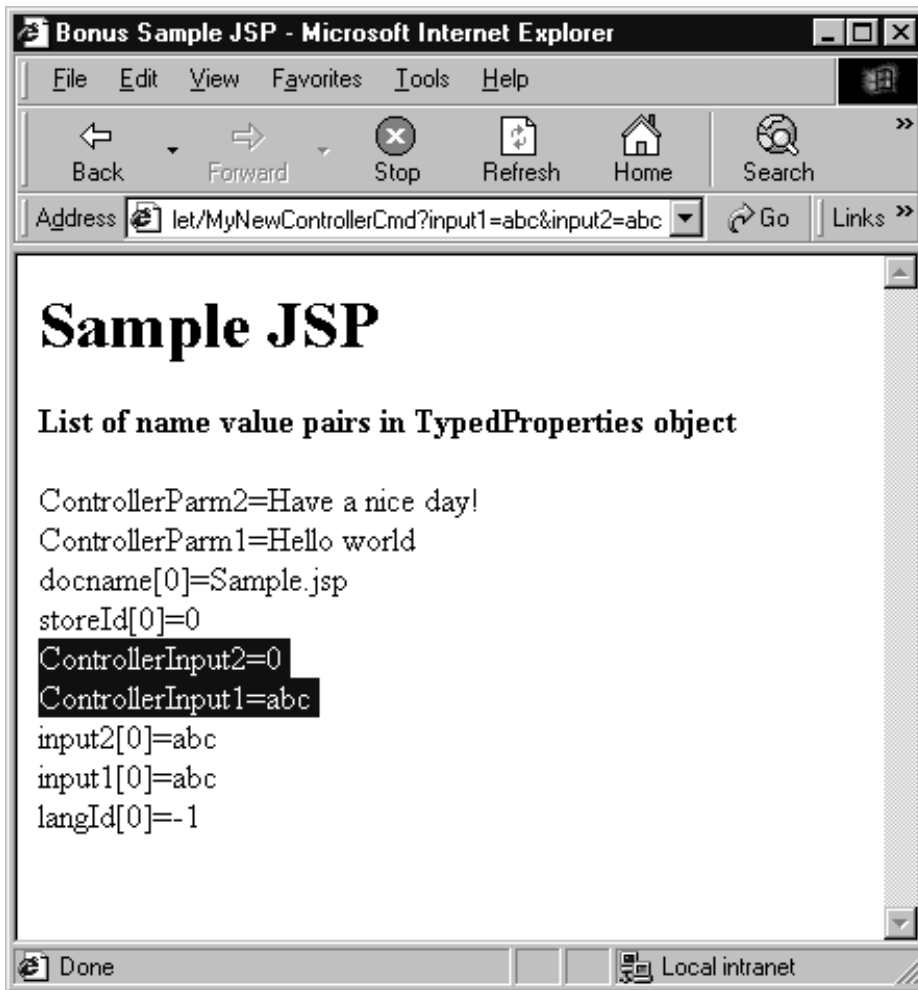 Bonus Sample JSP - Microsoft Internet Explorer
File Edit View Favorites Tools Help
Back Forward Stop Refresh Home Search »
Address let/MyNewControllerCmd?input1=abc&input2=abc Go Links »
Sample JSP
List of name value pairs in TypedProperties object
ControllerParm2=Have a nice day!
ControllerParm1=Hello world
docname[0]=Sample.jsp
storeId[0]=0
ControllerInput2=0
ControllerInput1=abc
input2[0]=abc
input1[0]=abc
langId[0]=-1
Done Local intranet